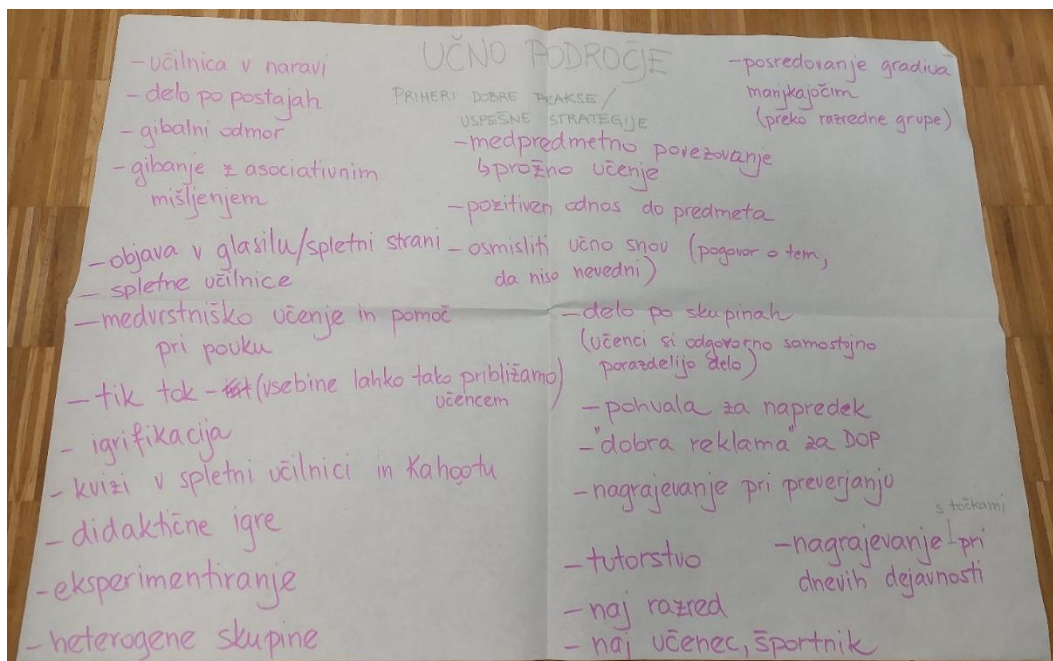 UČNO PODROČJE
PRIMERI DOBRE PRAKSE/
USPEŠNE STRATEGIJE
- učilnica v naravi
- delo po postajah
- gibalni odmor
- gibanje z asociativnim
mišljenjem
- objava v glasilu/spletni strani
- spletne učilnice
- medvrstniško učenje in pomoč
pri pouku
- tik tok - (vsebine lahko tako približamo)
učencem
- igrifikacija
- kvizi v spletni učilnici in Kahootu
- didaktične igre
- eksperimentiranje
- heterogene skupine
- medpredmetno povezovanje
↳ prožno učenje
- pozitiven odnos do predmeta
- osmisliti učno snov (pogovor o tem,
da niso nevedni)
- delo po skupinah
(učenci si odgovorno samostojno
porazdelijo delo)
- pohvala za napredek
- "dobra reklama" za DOP
- nagrajevanje pri preverjanju
- tutorstvo
- naj razred
- naj učenec, športnik
- posredovanje gradiva
manjkajočim
(preko razredne grupe)
s točkami
- nagrajevanje pri
dnevih dejavnosti